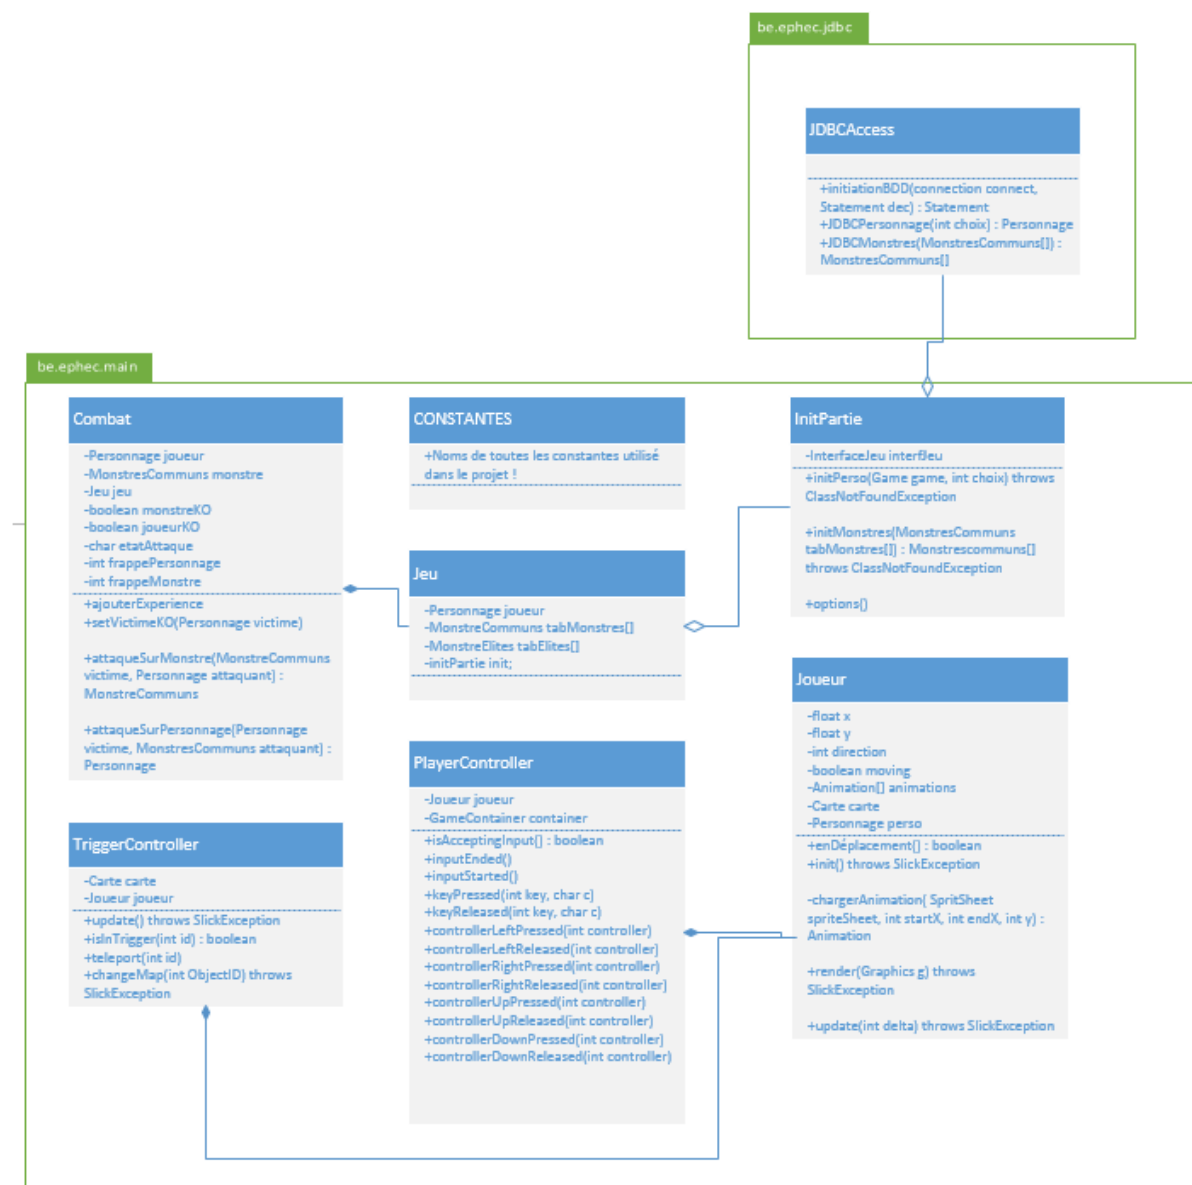 be.ephec.jdbc
JDBCAccess
+initiationBDD(connection connect,
Statement dec) : Statement
+JDBCPersonnage(int choix) : Personnage
+JDBCMonstres(MonstresCommuns[]) :
MonstresCommuns[]
be.ephec.main
Combat
-Personnage joueur
-MonstresCommuns monstre
-Jeu jeu
-boolean monstreKO
-boolean joueurKO
-char etatAttaque
-int frappePersonnage
-int frappeMonstre
+ajouterExperience
+setVictimeKO(Personnage victime)
+attaqueSurMonstre(MonstreCommuns
victime, Personnage attaquant) :
MonstreCommuns
+attaqueSurPersonnage(Personnage
victime, MonstresCommuns attaquant) :
Personnage
CONSTANTES
+Noms de toutes les constantes utilisé
dans le projet !
InitPartie
-InterfaceJeu interfJeu
+initPerso(Game game, int choix) throws
ClassNotFoundException
+initMonstres(MonstresCommuns
tabMonstres[]) : Monstrescommuns[]
throws ClassNotFoundException
+options()
Jeu
-Personnage joueur
-MonstreCommuns tabMonstres[]
-MonstreElites tabElites[]
-initPartie init;
Joueur
-float x
-float y
-int direction
-boolean moving
-Animation[] animations
-Carte carte
-Personnage perso
+enDéplacement() : boolean
+init() throws SlickException
-chargerAnimation( SpritSheet
spriteSheet, int startX, int endX, int y) :
Animation
+render(Graphics g) throws
SlickException
+update(int delta) throws SlickException
PlayerController
-Joueur joueur
-GameContainer container
+isAcceptingInput() : boolean
+inputEnded()
+inputStarted()
+keyPressed(int key, char c)
+keyReleased(int key, char c)
+controllerLeftPressed(int controller)
+controllerLeftReleased(int controller)
+controllerRightPressed(int controller)
+controllerRightReleased(int controller)
+controllerUpPressed(int controller)
+controllerUpReleased(int controller)
+controllerDownPressed(int controller)
+controllerDownReleased(int controller)
TriggerController
-Carte carte
-Joueur joueur
+update() throws SlickException
+isInTrigger(int id) : boolean
+teleport(int id)
+changeMap(int ObjectID) throws
SlickException